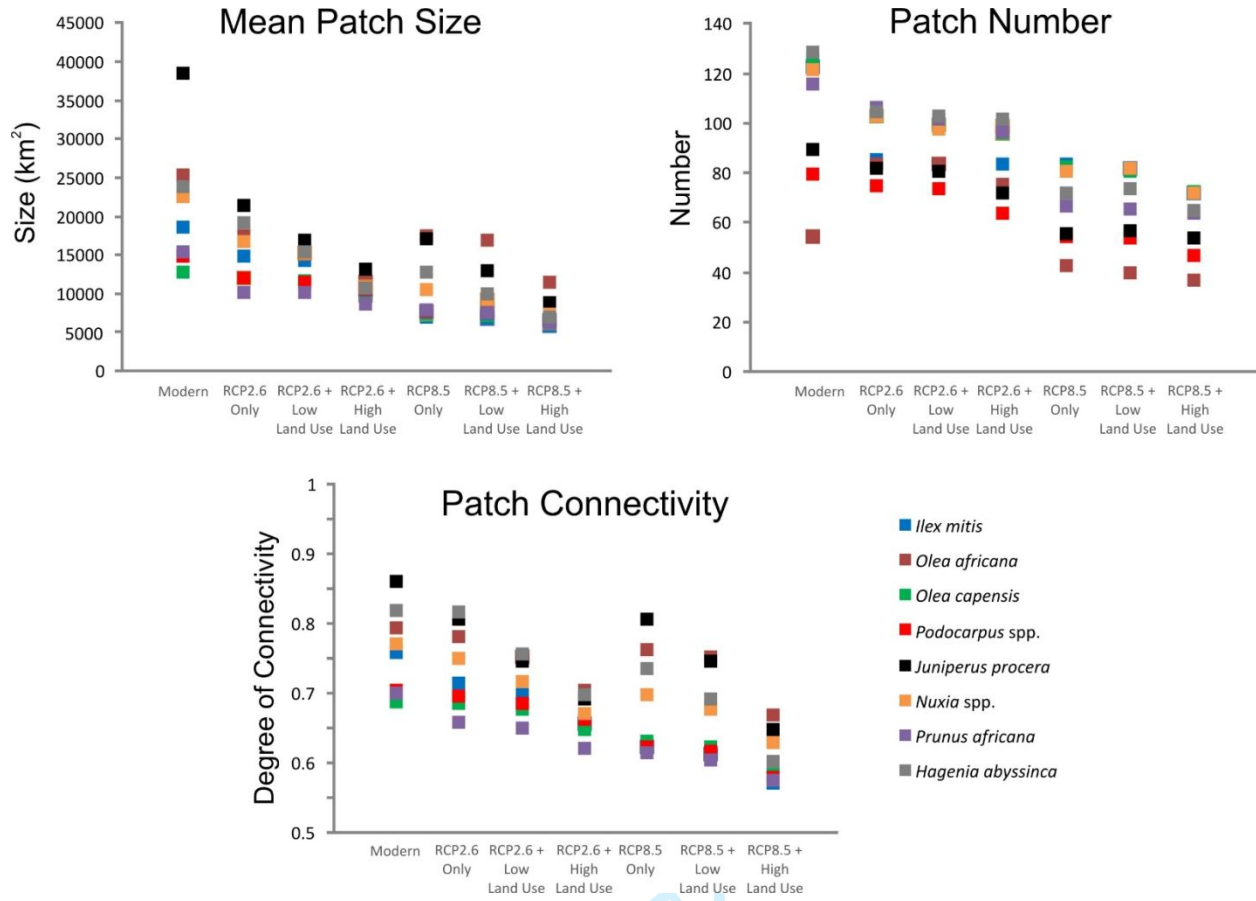 Mean Patch Size
45000
40000
35000
30000
25000
20000
15000
10000
5000
0
Size (km²)
Modern
RCP2.6 Only
RCP2.6 + Low Land Use
RCP2.6 + High Land Use
RCP8.5 Only
RCP8.5 + Low Land Use
RCP8.5 + High Land Use
Patch Number
140
120
100
80
60
40
20
0
Number
Modern
RCP2.6 Only
RCP2.6 + Low Land Use
RCP2.6 + High Land Use
RCP8.5 Only
RCP8.5 + Low Land Use
RCP8.5 + High Land Use
Patch Connectivity
1
0.9
0.8
0.7
0.6
0.5
Degree of Connectivity
Modern
RCP2.6 Only
RCP2.6 + Low Land Use
RCP2.6 + High Land Use
RCP8.5 Only
RCP8.5 + Low Land Use
RCP8.5 + High Land Use
Ilex mitis
Olea africana
Olea capensis
Podocarpus spp.
Juniperus procera
Nuxia spp.
Prunus africana
Hagenia abyssinca